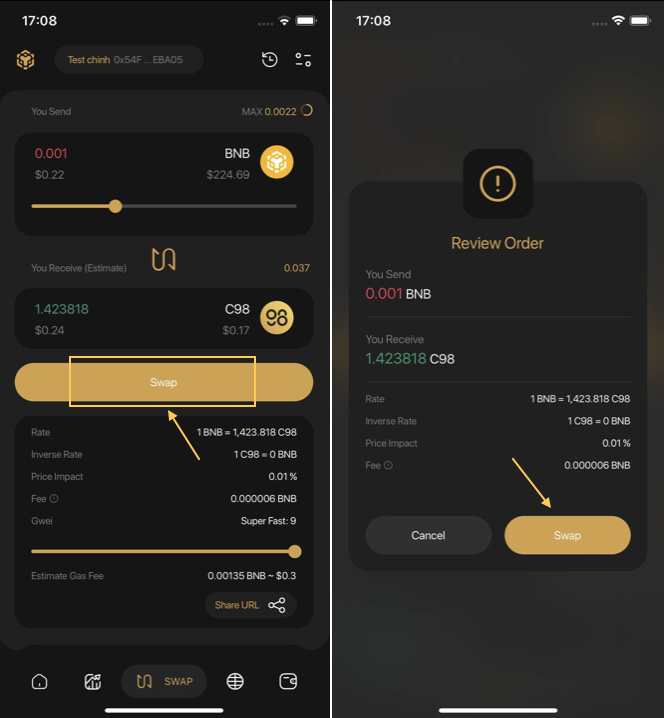 17:08
Test chinh 0x54F ... EBA05
You Send MAX 0.0022
0.001 BNB
$0.22 $224.69
You Receive (Estimate) 0.037
1.423818 C98
$0.24 $0.17
98
Swap
Rate 1 BNB = 1,423.818 C98
Inverse Rate 1 C98 = 0 BNB
Price Impact 0.01 %
Fee 0.000006 BNB
Gwei Super Fast: 9
Estimate Gas Fee 0.00135 BNB ~ $0.3
Share URL
SWAP
17:08
Review Order
You Send
0.001 BNB
You Receive
1.423818 C98
Rate 1 BNB = 1,423.818 C98
Inverse Rate 1 C98 = 0 BNB
Price Impact 0.01 %
Fee 0.000006 BNB
Cancel Swap